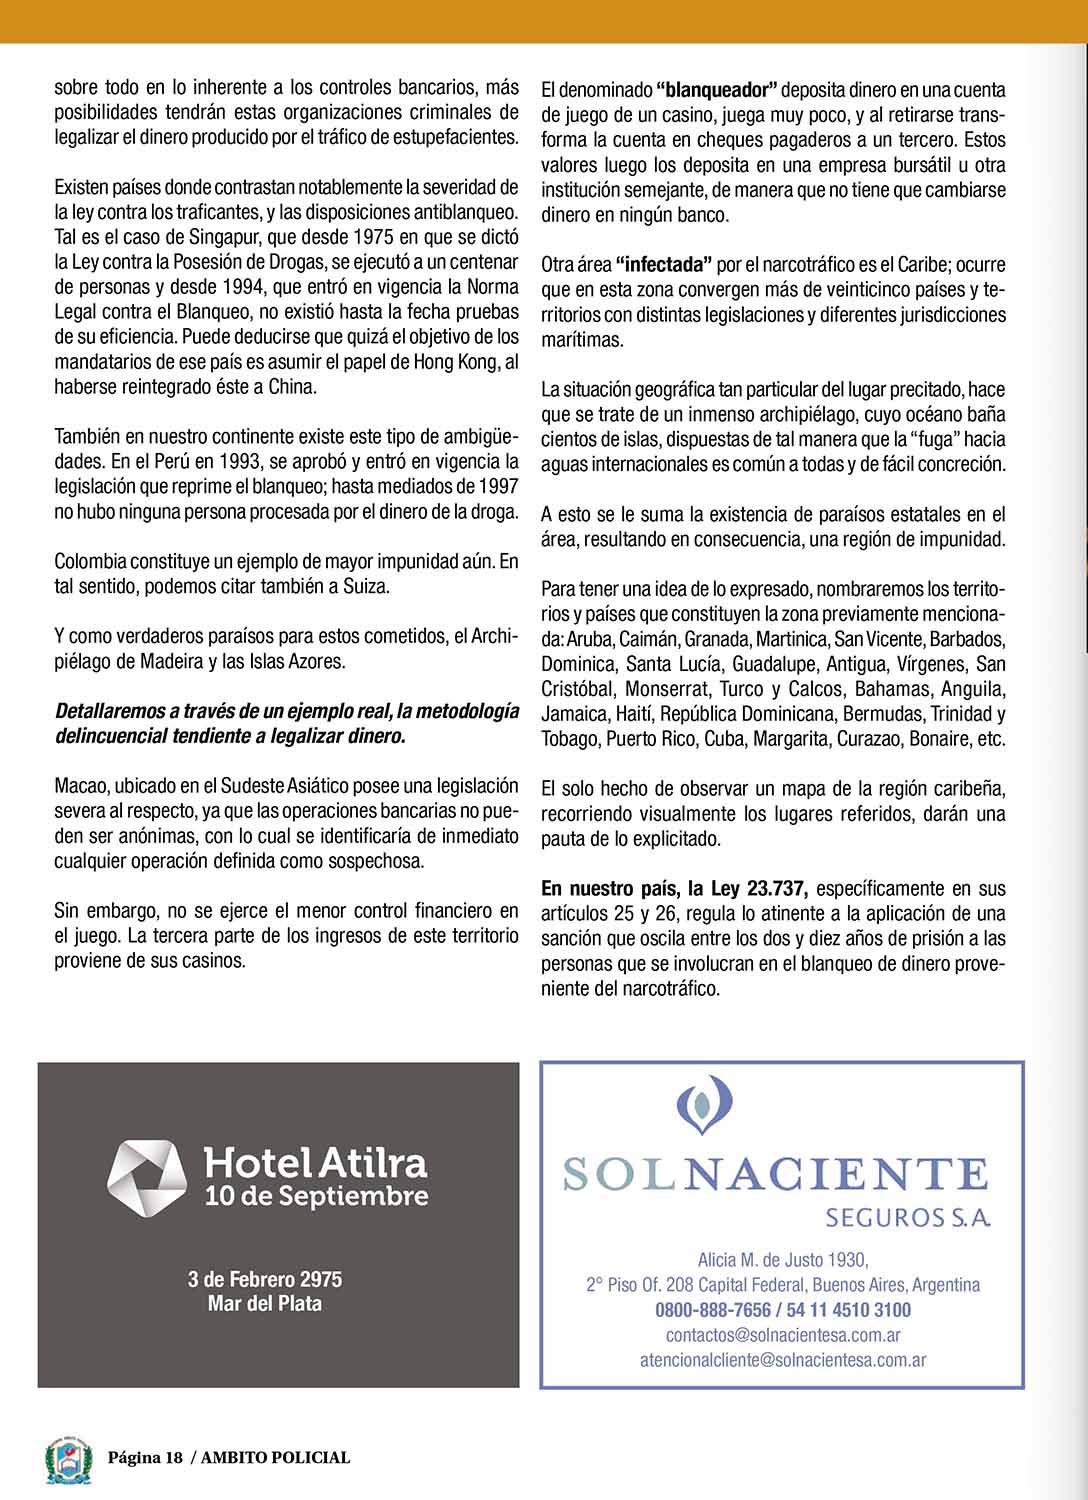 sobre todo en lo inherente a los controles bancarios, más
posibilidades tendrán estas organizaciones criminales de
legalizar el dinero producido por el tráfico de estupefacientes.
Existen países donde contrastan notablemente la severidad de
la ley contra los traficantes, y las disposiciones antiblanqueo.
Tal es el caso de Singapur, que desde 1975 en que se dictó
la Ley contra la Posesión de Drogas, se ejecutó a un centenar
de personas y desde 1994, que entró en vigencia la Norma
Legal contra el Blanqueo, no existió hasta la fecha pruebas
de su eficiencia. Puede deducirse que quizá el objetivo de los
mandatarios de ese país es asumir el papel de Hong Kong, al
haberse reintegrado éste a China.
También en nuestro continente existe este tipo de ambigüe-
dades. En el Perú en 1993, se aprobó y entró en vigencia la
legislación que reprime el blanqueo; hasta mediados de 1997
no hubo ninguna persona procesada por el dinero de la droga.
Colombia constituye un ejemplo de mayor impunidad aún. En
tal sentido, podemos citar también a Suiza.
Y como verdaderos paraísos para estos cometidos, el Archi-
piélago de Madeira y las Islas Azores.
Detallaremos a través de un ejemplo real, la metodología
delincuencial tendiente a legalizar dinero.
Macao, ubicado en el Sudeste Asiático posee una legislación
severa al respecto, ya que las operaciones bancarias no pue-
den ser anónimas, con lo cual se identificaría de inmediato
cualquier operación definida como sospechosa.
Sin embargo, no se ejerce el menor control financiero en
el juego. La tercera parte de los ingresos de este territorio
proviene de sus casinos.
El denominado “blanqueador” deposita dinero en una cuenta
de juego de un casino, juega muy poco, y al retirarse trans-
forma la cuenta en cheques pagaderos a un tercero. Estos
valores luego los deposita en una empresa bursátil u otra
institución semejante, de manera que no tiene que cambiarse
dinero en ningún banco.
Otra área “infectada” por el narcotráfico es el Caribe; ocurre
que en esta zona convergen más de veinticinco países y te-
rritorios con distintas legislaciones y diferentes jurisdicciones
marítimas.
La situación geográfica tan particular del lugar precitado, hace
que se trate de un inmenso archipiélago, cuyo océano baña
cientos de islas, dispuestas de tal manera que la “fuga” hacia
aguas internacionales es común a todas y de fácil concreción.
A esto se le suma la existencia de paraísos estatales en el
área, resultando en consecuencia, una región de impunidad.
Para tener una idea de lo expresado, nombraremos los territo-
rios y países que constituyen la zona previamente menciona-
da: Aruba, Caimán, Granada, Martinica, San Vicente, Barbados,
Dominica, Santa Lucía, Guadalupe, Antigua, Vírgenes, San
Cristóbal, Monserrat, Turco y Calcos, Bahamas, Anguila,
Jamaica, Haití, República Dominicana, Bermudas, Trinidad y
Tobago, Puerto Rico, Cuba, Margarita, Curazao, Bonaire, etc.
El solo hecho de observar un mapa de la región caribeña,
recorriendo visualmente los lugares referidos, darán una
pauta de lo explicitado.
En nuestro país, la Ley 23.737, específicamente en sus
artículos 25 y 26, regula lo atinente a la aplicación de una
sanción que oscila entre los dos y diez años de prisión a las
personas que se involucran en el blanqueo de dinero prove-
niente del narcotráfico.
Hotel Atilra
10 de Septiembre
3 de Febrero 2975
Mar del Plata
SOLNACIENTE
SEGUROS S.A.
Alicia M. de Justo 1930,
2° Piso Of. 208 Capital Federal, Buenos Aires, Argentina
0800-888-7656 / 54 11 4510 3100
contactos@solnacientesa.com.ar
atencionalcliente@solnacientesa.com.ar
Página 18 / AMBITO POLICIAL